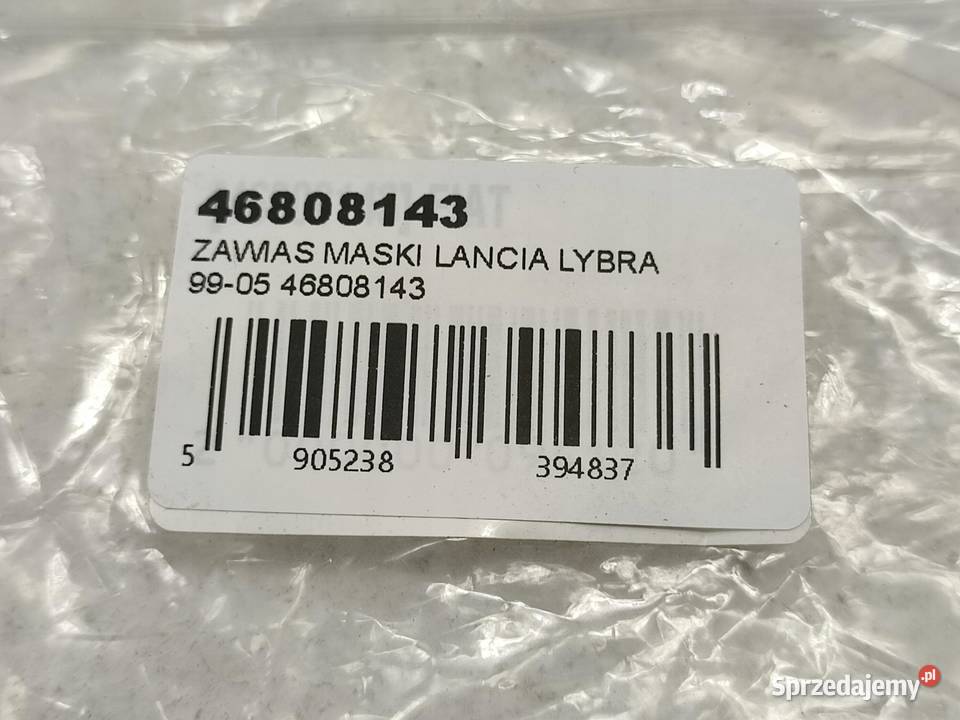 46808143
ZAWIAS MASKI LANCIA LYBRA
99-05 46808143
5 905238 394837
Sprzedajemy.pl